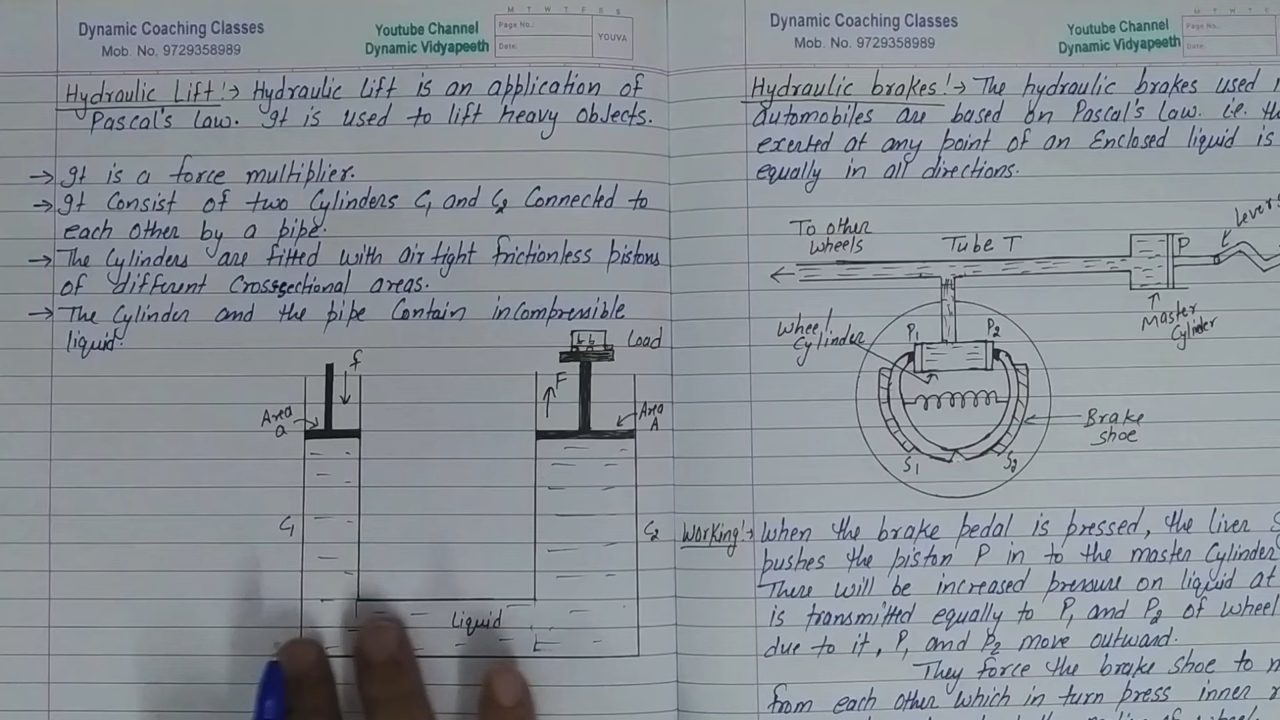 Dynamic Coaching Classes
Mob. No. 9729358989
Youtube Channel
Dynamic Vidyapeeth
M T W T F S S
Page No.:
Date:
YOUVA
Hydraulic Lift :→ Hydraulic Lift is an application of
Pascal's Law. It is used to lift heavy objects.
→ It is a force multiplier.
→ It Consist of two Cylinders C1 and C2 Connected to
each other by a pipe.
→ The Cylinders are fitted with air tight frictionless pistons
of different Crosssectional areas.
→ The Cylinder and the pipe Contain incompressible
liquid.
f
F
Load
Area
a
Area
A
C1
C2
Liquid
Dynamic Coaching Classes
Mob. No. 9729358989
Youtube Channel
Dynamic Vidyapeeth
M T W T F
Page No.:
Date:
Hydraulic brakes :→ The hydraulic brakes used
automobiles are based on Pascal's Law. i.e.
exerted at any point of an Enclosed liquid is
equally in all directions.
To other
wheels
Tube T
P
Lever
Master
Cylinder
Wheel
Cylinder
P1
P2
Brake
shoe
S1
S2
Working :→ When the brake pedal is pressed, the liver
pushes the piston P in to the master Cylinder
There will be increased pressure on liquid at
is transmitted equally to P1 and P2 of wheel
due to it, P1 and P2 move outward.
They force the brake shoe to
from each other which in turn press inner